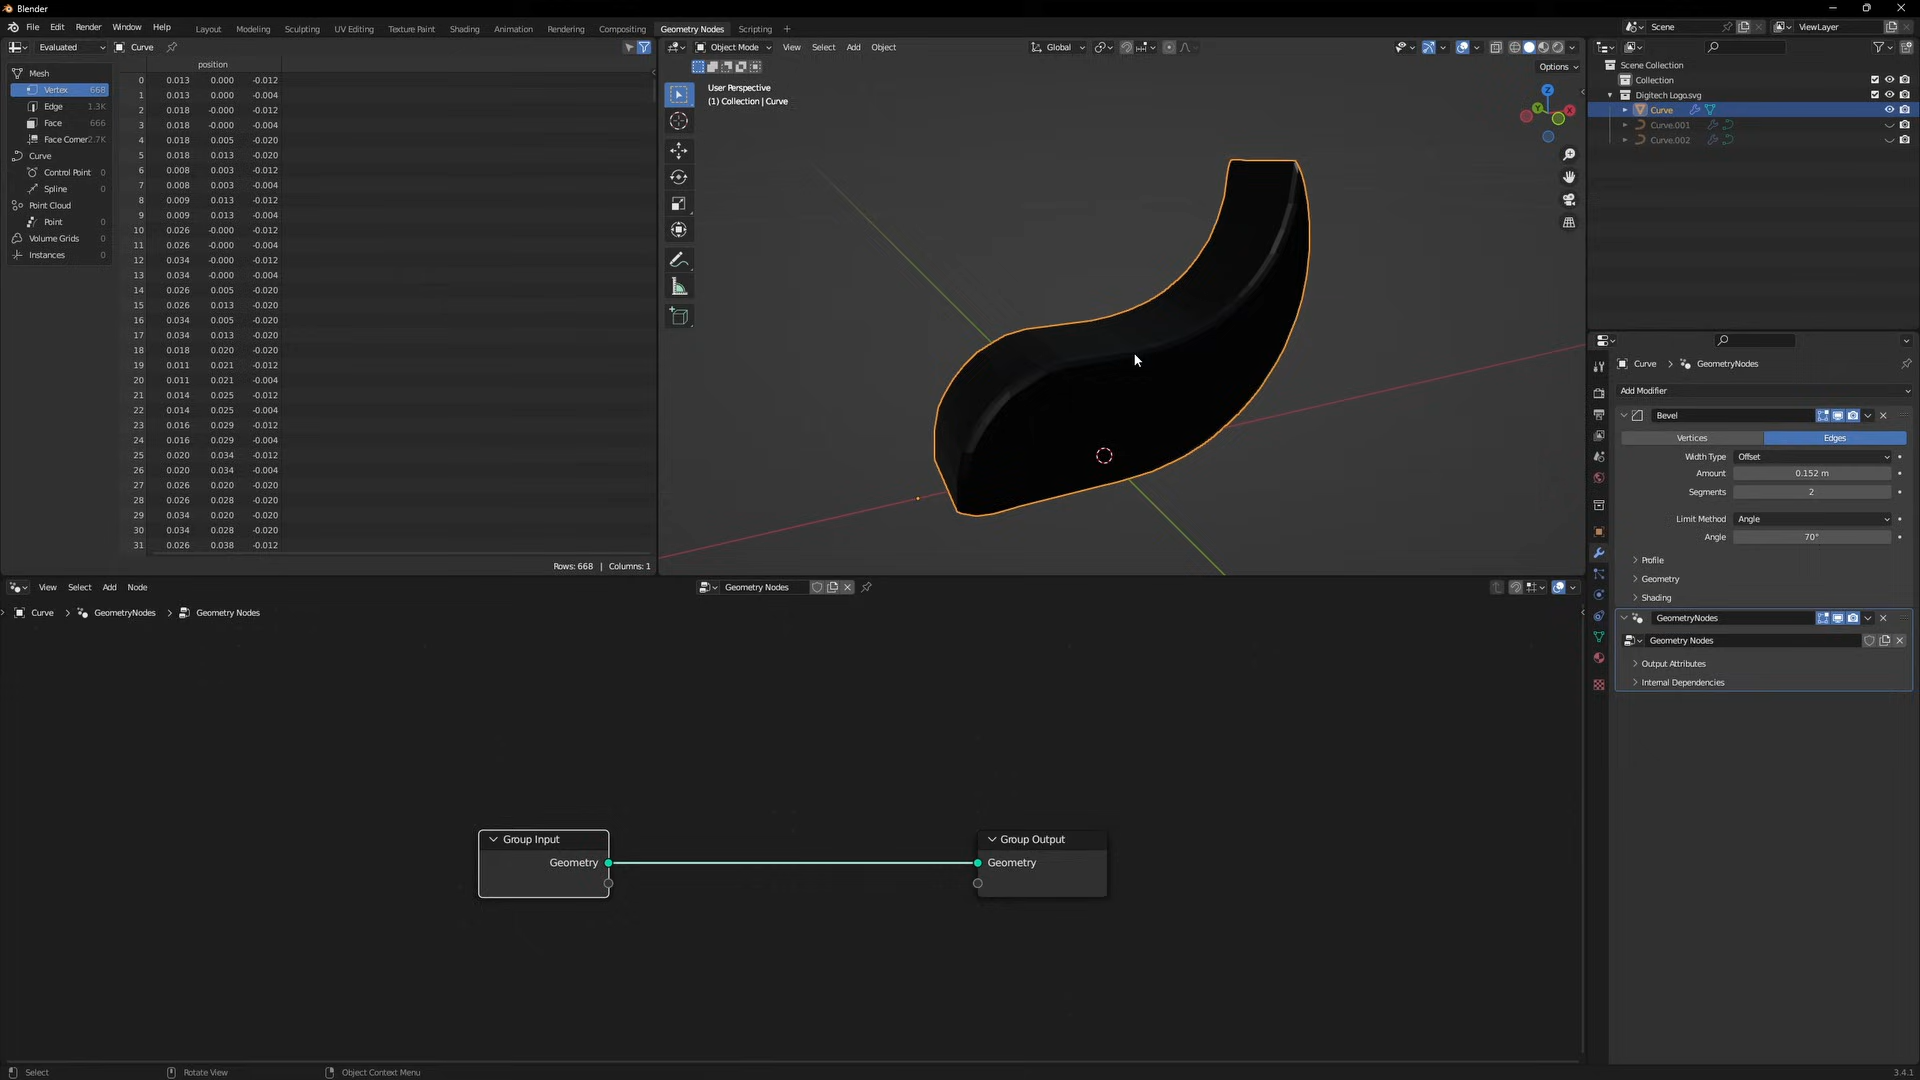 Blender
File Edit Render Window Help Layout Modeling Sculpting UV Editing Texture Paint Shading Animation Rendering Compositing Geometry Nodes Scripting + Scene ViewLayer
Evaluated Curve
position
Mesh
Vertex 668
Edge 1.3K
Face 666
Face Corner 2.7K
Curve
Control Point 0
Spline 0
Point Cloud
Point 0
Volume Grids 0
Instances 0
0 0.013 0.000 -0.012
1 0.013 0.000 -0.004
2 0.018 -0.000 -0.012
3 0.018 -0.000 -0.004
4 0.018 0.005 -0.020
5 0.018 0.013 -0.020
6 0.008 0.003 -0.012
7 0.008 0.003 -0.004
8 0.009 0.013 -0.012
9 0.009 0.013 -0.004
10 0.026 -0.000 -0.012
11 0.026 -0.000 -0.004
12 0.034 -0.000 -0.012
13 0.034 -0.000 -0.004
14 0.026 0.005 -0.020
15 0.026 0.013 -0.020
16 0.034 0.005 -0.020
17 0.034 0.013 -0.020
18 0.018 0.020 -0.020
19 0.011 0.021 -0.012
20 0.011 0.021 -0.004
21 0.014 0.025 -0.012
22 0.014 0.025 -0.004
23 0.016 0.029 -0.012
24 0.016 0.029 -0.004
25 0.020 0.034 -0.012
26 0.020 0.034 -0.004
27 0.026 0.020 -0.020
28 0.026 0.028 -0.020
29 0.034 0.020 -0.020
30 0.034 0.028 -0.020
31 0.026 0.038 -0.012
Rows: 668 | Columns: 1
Object Mode View Select Add Object Global
Options
User Perspective
(1) Collection | Curve
Z
Y
X
Scene Collection
Collection
Digitech Logo.svg
Curve
Curve.001
Curve.002
Curve > GeometryNodes
Add Modifier
Bevel
Vertices Edges
Width Type Offset
Amount 0.152 m
Segments 2
Limit Method Angle
Angle 70°
Profile
Geometry
Shading
GeometryNodes
Geometry Nodes
Output Attributes
Internal Dependencies
View Select Add Node Geometry Nodes
Curve > GeometryNodes > Geometry Nodes
Group Input
Geometry
Group Output
Geometry
Select Rotate View Object Context Menu 3.4.1